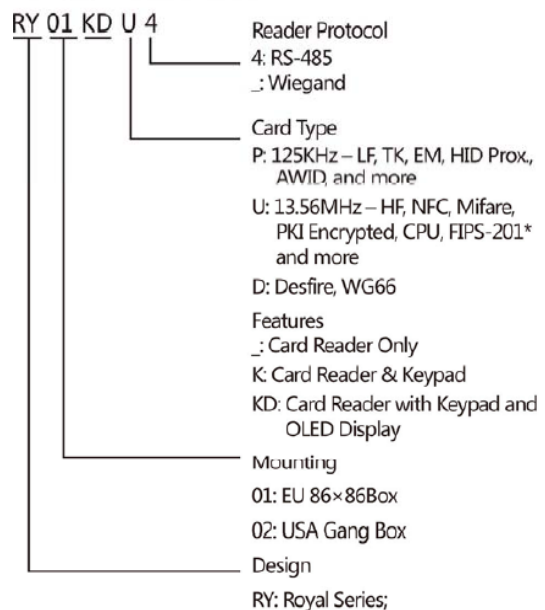 RY 01 KD U 4
Reader Protocol
4: RS-485
_: Wiegand
Card Type
P: 125KHz – LF, TK, EM, HID Prox.,
AWID, and more
U: 13.56MHz – HF, NFC, Mifare,
PKI Encrypted, CPU, FIPS-201*
and more
D: Desfire, WG66
Features
_: Card Reader Only
K: Card Reader & Keypad
KD: Card Reader with Keypad and
OLED Display
Mounting
01: EU 86×86Box
02: USA Gang Box
Design
RY: Royal Series;